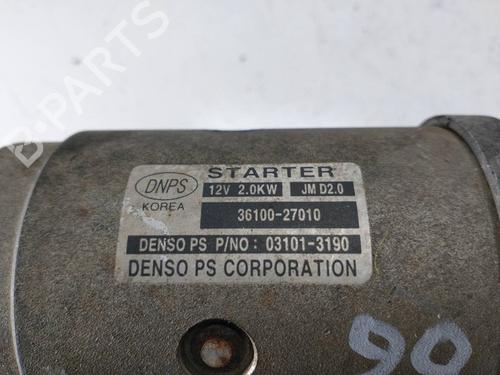 B-PARTS
STARTER
DNPS
KOREA
12V 2.0KW
JM D2.0
36100-27010
DENSO PS P/NO : 03101-3190
DENSO PS CORPORATION
90